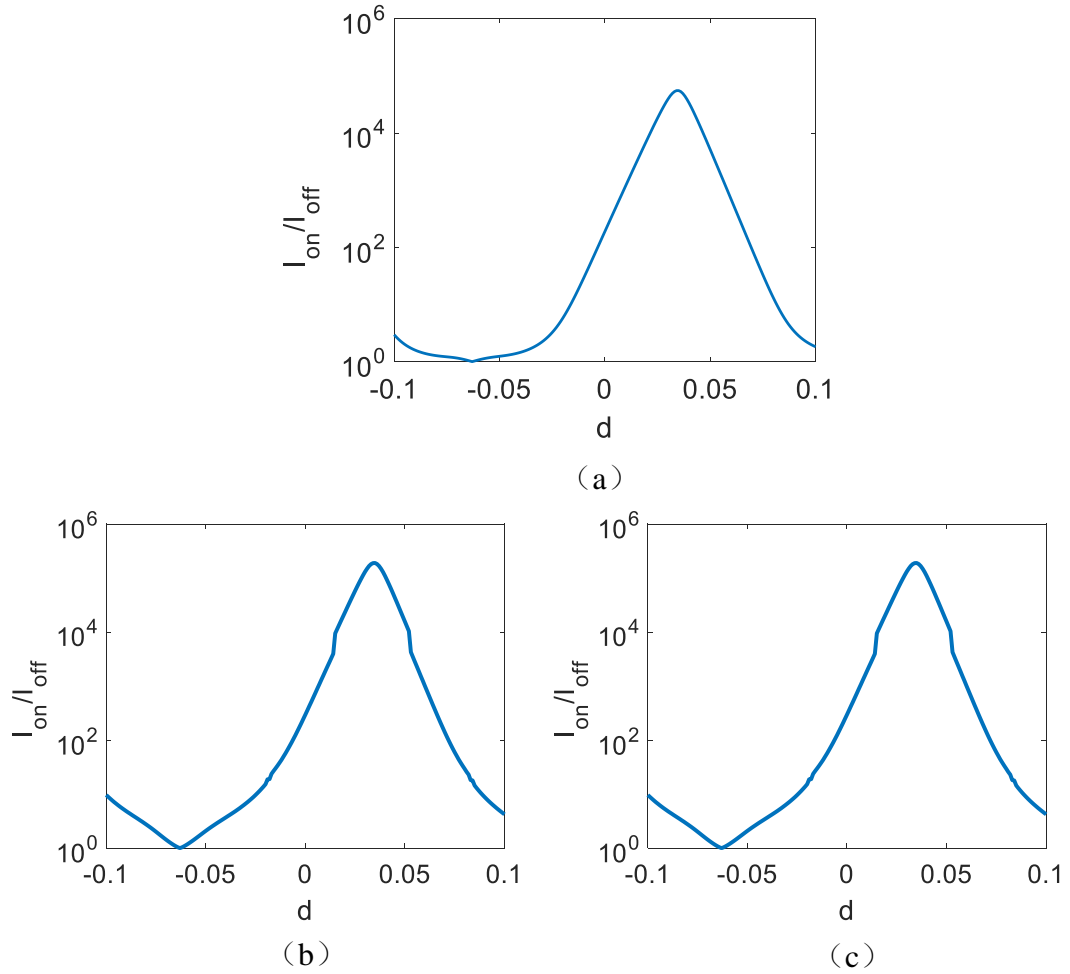 10^6
10^4
10^2
10^0
I_on/I_off
-0.1 -0.05 0 0.05 0.1
d
（a）
10^6 10^6
10^4 10^4
10^2 10^2
10^0 10^0
I_on/I_off I_on/I_off
-0.1 -0.05 0 0.05 0.1 -0.1 -0.05 0 0.05 0.1
d d
（b） （c）